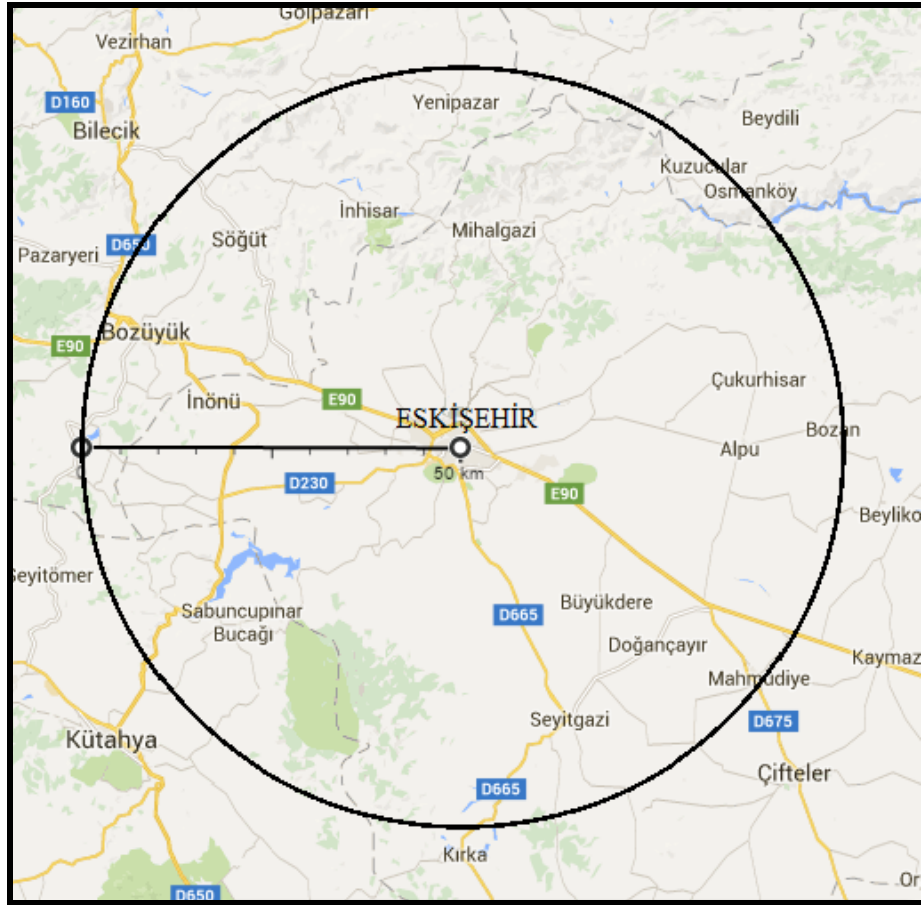 Gölpazarı
Vezirhan
D160
Yenipazar
Beydili
Bilecik
Kuzucular
Osmanköy
İnhisar
Mihalgazi
D650
Söğüt
Pazaryeri
Bozüyük
E90
Çukurhisar
İnönü
E90
ESKİŞEHİR
Bozan
Alpu
50 km
D230
E90
Beyliko
Seyitömer
Büyükdere
Sabuncupınar
Bucağı
D665
Doğançayır
Kaymaz
Mahmudiye
Seyitgazi
D675
Kütahya
Çifteler
D665
Kırka
Or
D650